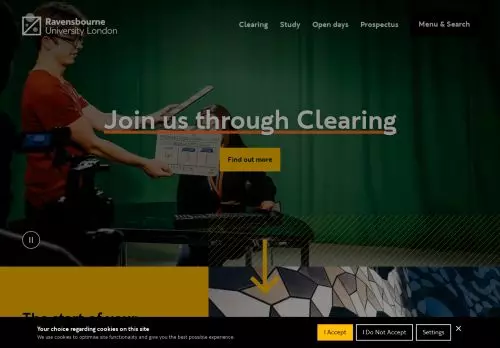 Ravensbourne
University London
Clearing
Study
Open days
Prospectus
Menu & Search
Join us through Clearing
Find out more
The start of your
Your choice regarding cookies on this site
We use cookies to optimise site functionality and give you the best possible experience
I Accept
I Do Not Accept
Settings